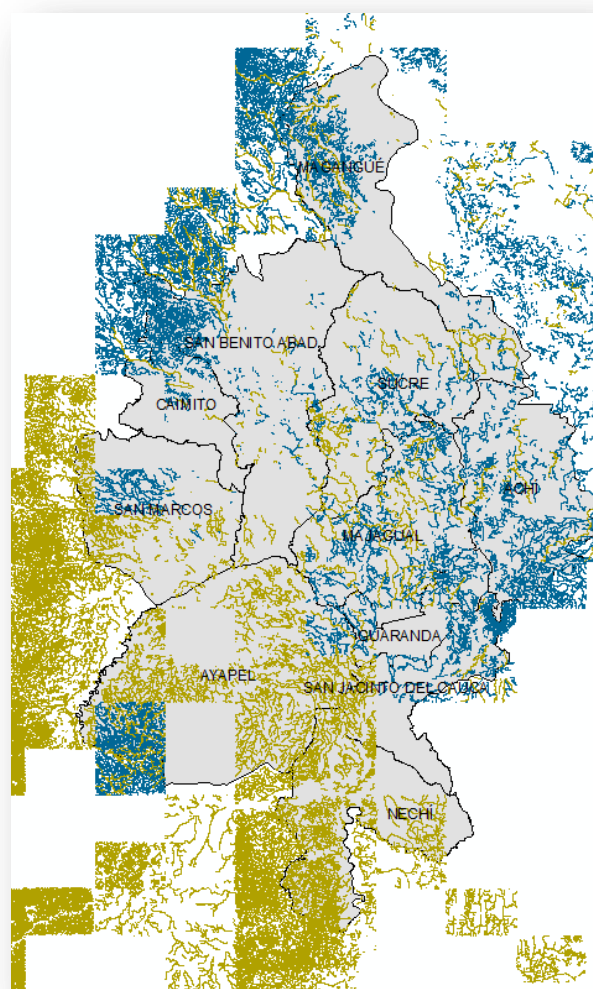 MAGANGUÉ
SAN BENITO ABAD
SUCRE
CAIMITO
ACHÍ
SAN MARCOS
MAJAGUAL
GUARANDA
AYAPEL
SAN JACINTO DEL CAUCA
NECHÍ